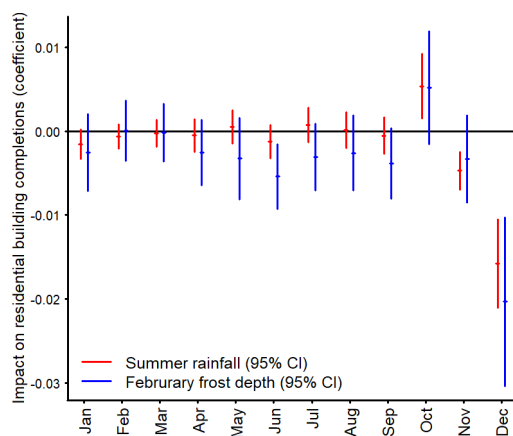 Impact on residential building completions (coefficient)
0.01
0.00
-0.01
-0.02
-0.03
Summer rainfall (95% CI)
Februrary frost depth (95% CI)
Jan Feb Mar Apr May Jun Jul Aug Sep Oct Nov Dec